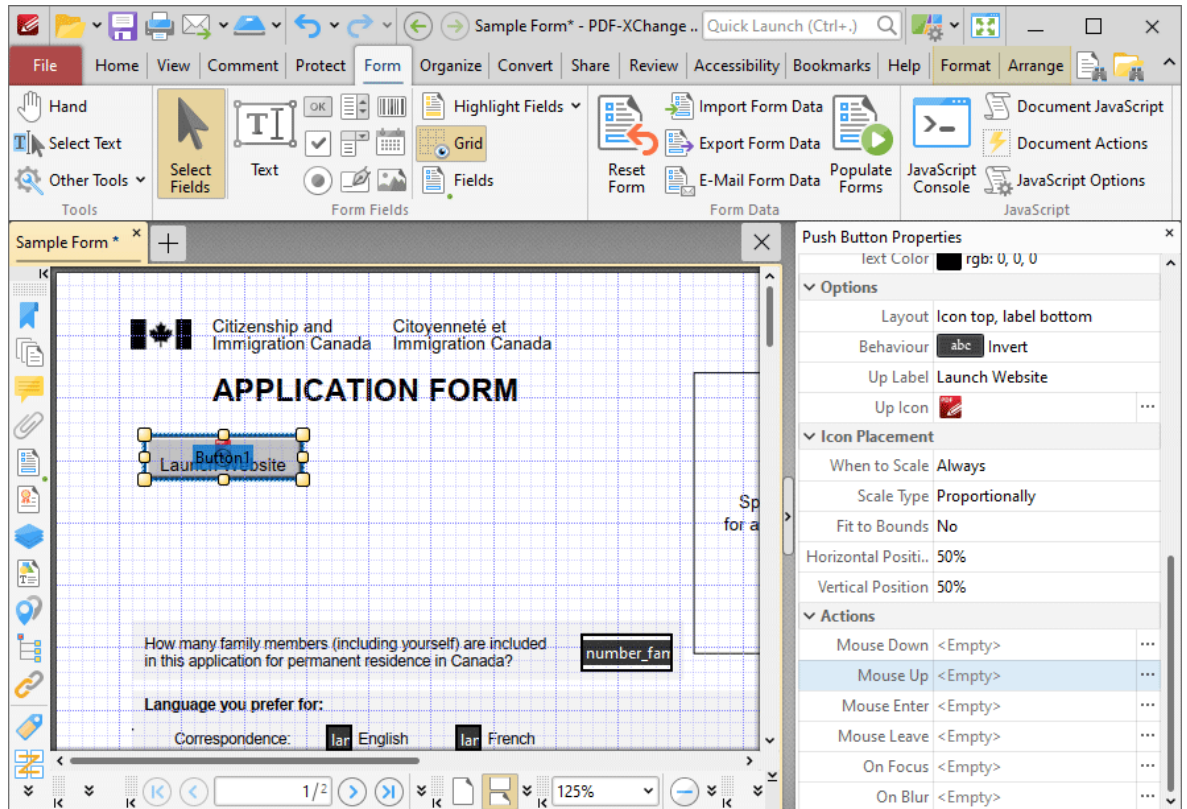 Sample Form* - PDF-XChange .. Quick Launch (Ctrl+.)
File Home View Comment Protect Form Organize Convert Share Review Accessibility Bookmarks Help Format Arrange
Hand
Select Text
Other Tools
Tools
Select Fields
Text
OK
Highlight Fields
Grid
Fields
Form Fields
Reset Form
Import Form Data
Export Form Data
E-Mail Form Data
Populate Forms
Form Data
JavaScript Console
Document JavaScript
Document Actions
JavaScript Options
JavaScript
Sample Form *
Citizenship and Immigration Canada
Citoyenneté et Immigration Canada
APPLICATION FORM
Button1
Launch Website
Sp
for a
How many family members (including yourself) are included
in this application for permanent residence in Canada?
number_fam
Language you prefer for:
Correspondence: lar English lar French
1/2
125%
Push Button Properties
Text Color rgb: 0, 0, 0
Options
Layout Icon top, label bottom
Behaviour abc Invert
Up Label Launch Website
Up Icon PDF
Icon Placement
When to Scale Always
Scale Type Proportionally
Fit to Bounds No
Horizontal Positi.. 50%
Vertical Position 50%
Actions
Mouse Down <Empty>
Mouse Up <Empty>
Mouse Enter <Empty>
Mouse Leave <Empty>
On Focus <Empty>
On Blur <Empty>